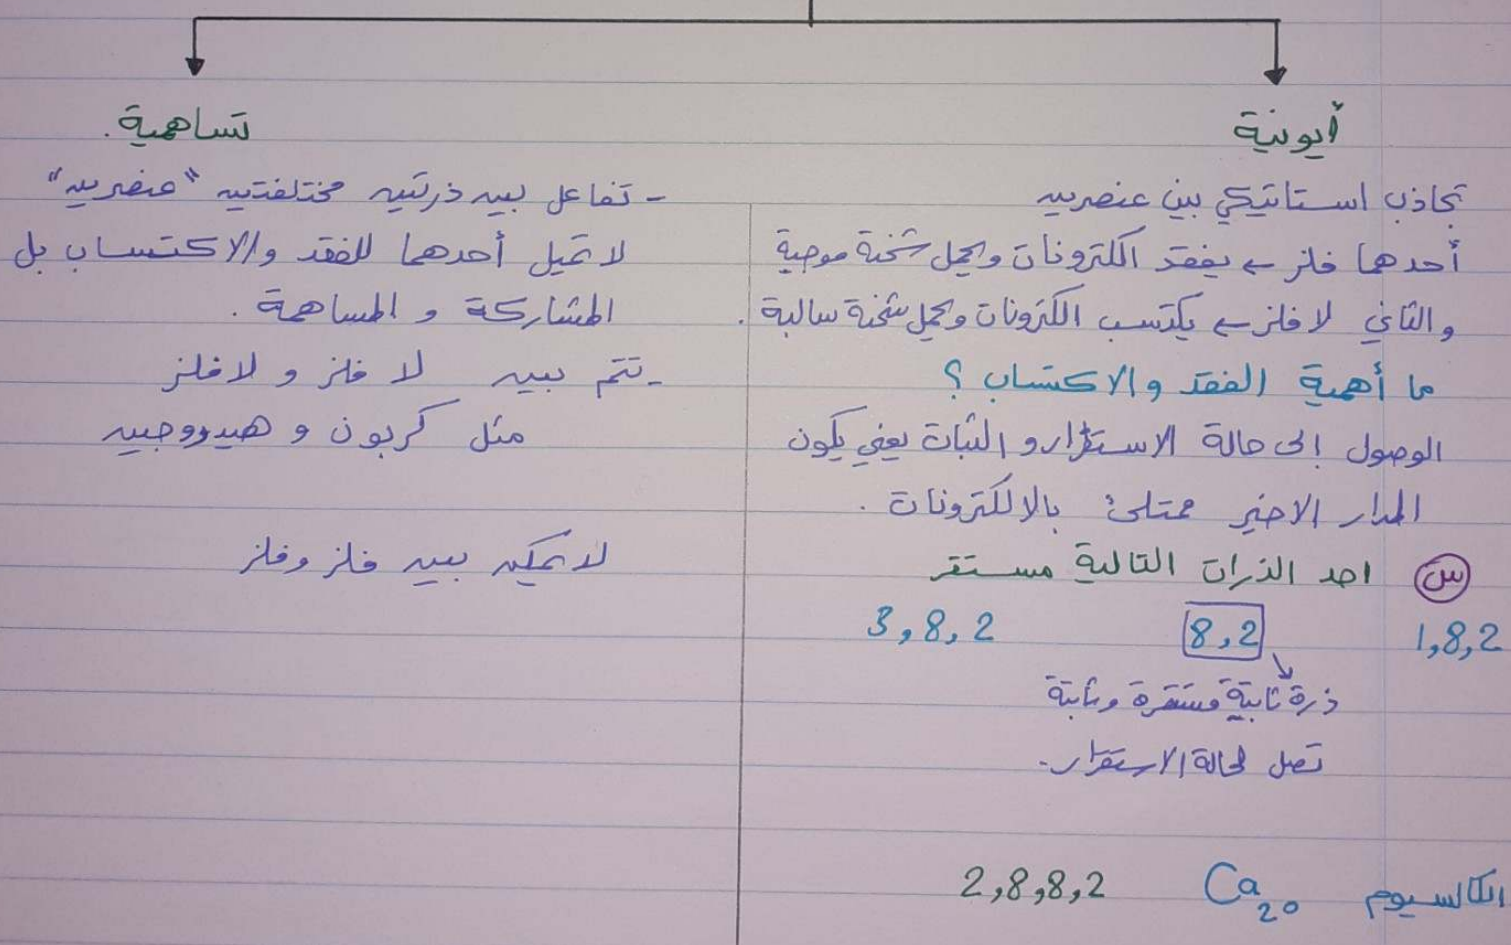 أيونية
تجاذب استاتيكي بين عنصرين
أحدهما فلز ← يفقد الكترونات ويحمل شحنة موجبة
والثاني لا فلز ← يكتسب الكترونات ويحمل شحنة سالبة .
ما أهمية الفقد والاكتساب ؟
الوصول إلى حالة الاستقرار و الثبات يعني يكون
المدار الاخير ممتلئ بالالكترونات .
س احد الذرات التالية مستقر
1,8,2 8,2 3,8,2
ذرة ثابتة مستقرة وثابتة
تصل لحالة الاستقرار .
الكالسيوم Ca20 2,8,8,2
تساهمية .
- تفاعل بين ذرتين مختلفتين "عنصرين"
لا تميل أحدهما للفقد والاكتساب بل
المشاركة و المساهمة .
- تتم بين لا فلز و لا فلز
مثل كربون و هيدروجين
لا يمكن بين فلز وفلز